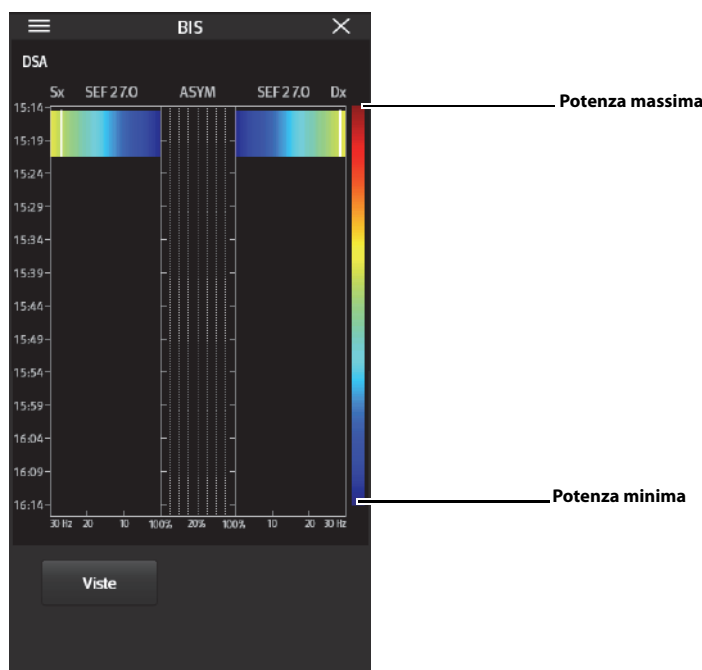 BIS
DSA
Sx SEF 27.0 ASYM SEF 27.0 Dx
15:14
15:19
15:24
15:29
15:34
15:39
15:44
15:49
15:54
15:59
16:04
16:09
16:14
30 Hz 20 10 100% 20% 100% 10 20 30 Hz
Viste
Potenza massima
Potenza minima